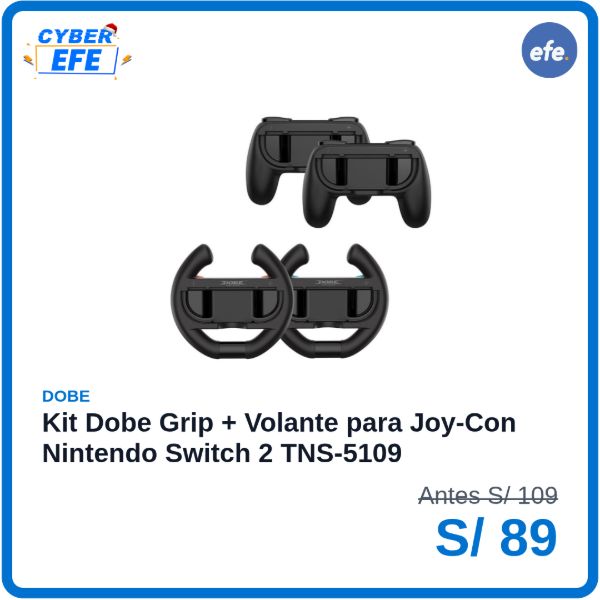 CYBER
EFE
efe.
DOBE
DOBE
DOBE
Kit Dobe Grip + Volante para Joy-Con
Nintendo Switch 2 TNS-5109
Antes S/ 109
S/ 89